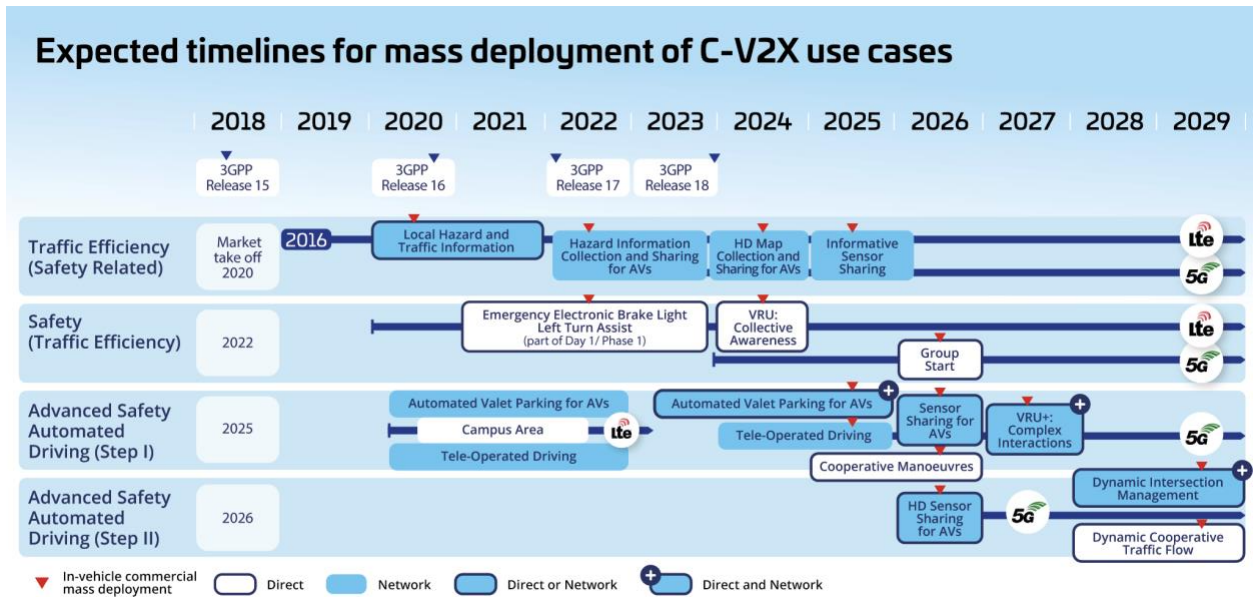 Expected timelines for mass deployment of C-V2X use cases
2018 2019 2020 2021 2022 2023 2024 2025 2026 2027 2028 2029
3GPP
Release 15
3GPP
Release 16
3GPP
Release 17
3GPP
Release 18
Traffic Efficiency
(Safety Related)
Market
take off
2020
2016
Local Hazard and
Traffic Information
Hazard Information
Collection and Sharing
for AVs
HD Map
Collection and
Sharing for AVs
Informative
Sensor
Sharing
Lte
5G
Safety
(Traffic Efficiency)
2022
Emergency Electronic Brake Light
Left Turn Assist
(part of Day 1/ Phase 1)
VRU:
Collective
Awareness
Group
Start
Lte
5G
Advanced Safety
Automated
Driving (Step I)
2025
Automated Valet Parking for AVs
Campus Area
Lte
Tele-Operated Driving
Automated Valet Parking for AVs
Tele-Operated Driving
Sensor
Sharing for
AVs
VRU+:
Complex
Interactions
Cooperative Manoeuvres
5G
Advanced Safety
Automated
Driving (Step II)
2026
HD Sensor
Sharing
for AVs
5G
Dynamic Intersection
Management
Dynamic Cooperative
Traffic Flow
In-vehicle commercial
mass deployment
Direct
Network
Direct or Network
Direct and Network